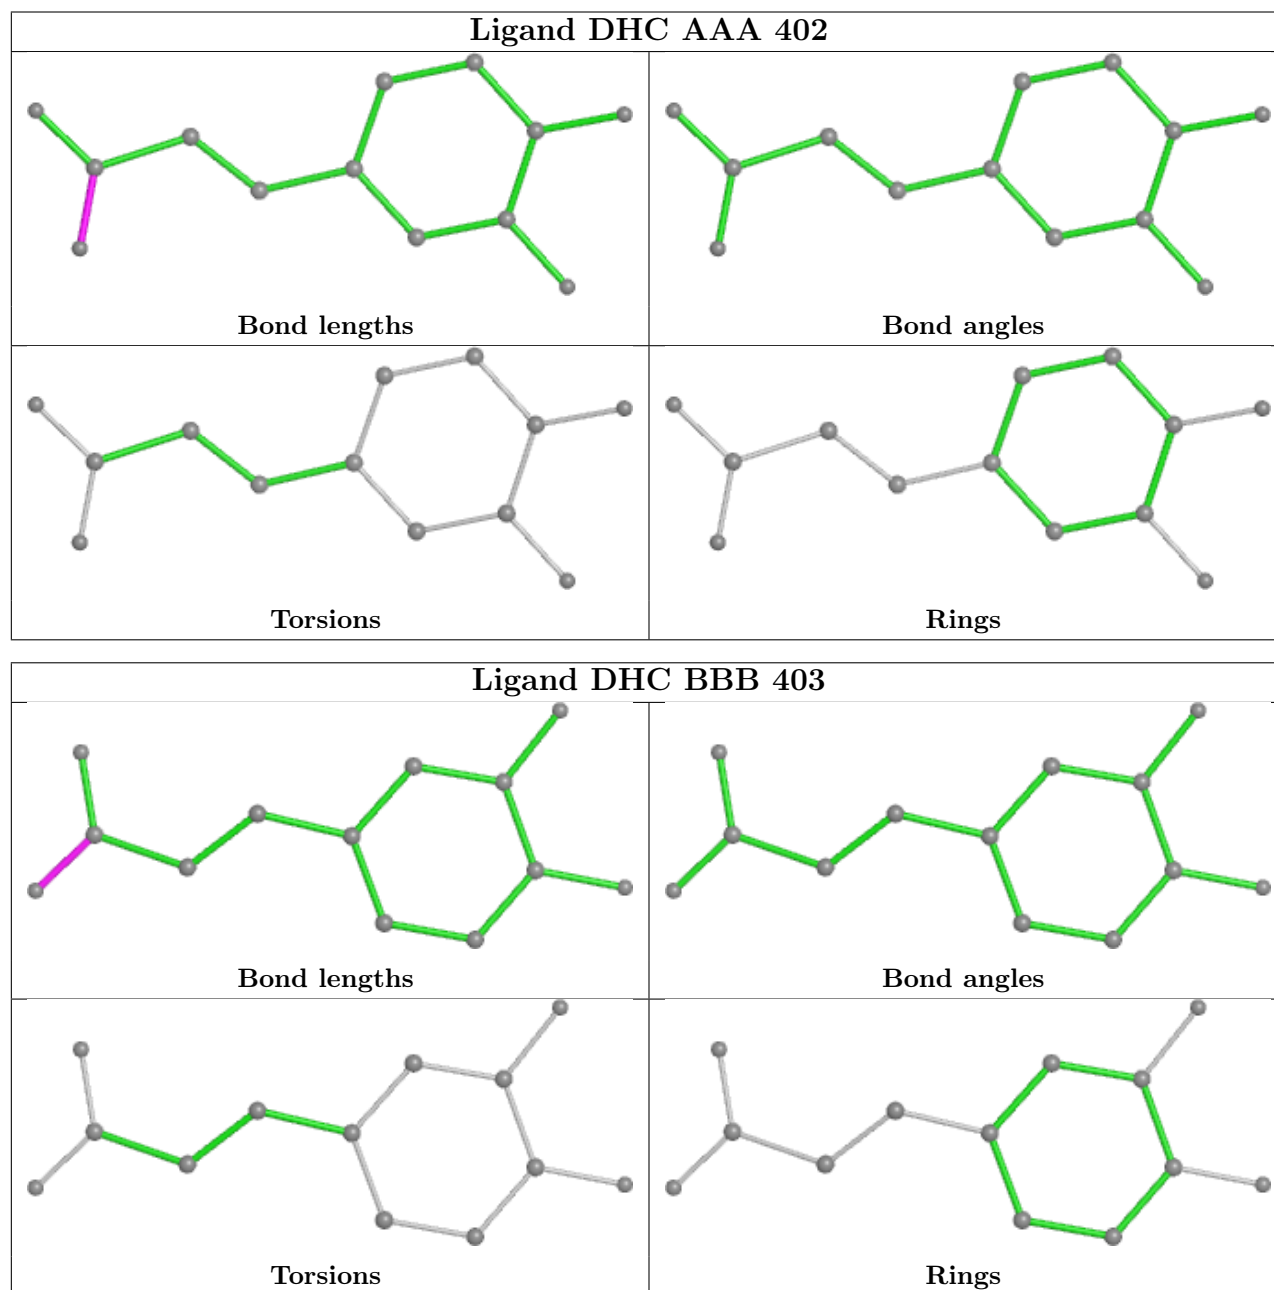 Ligand DHC AAA 402
Bond lengths
Bond angles
Torsions
Rings
Ligand DHC BBB 403
Bond lengths
Bond angles
Torsions
Rings